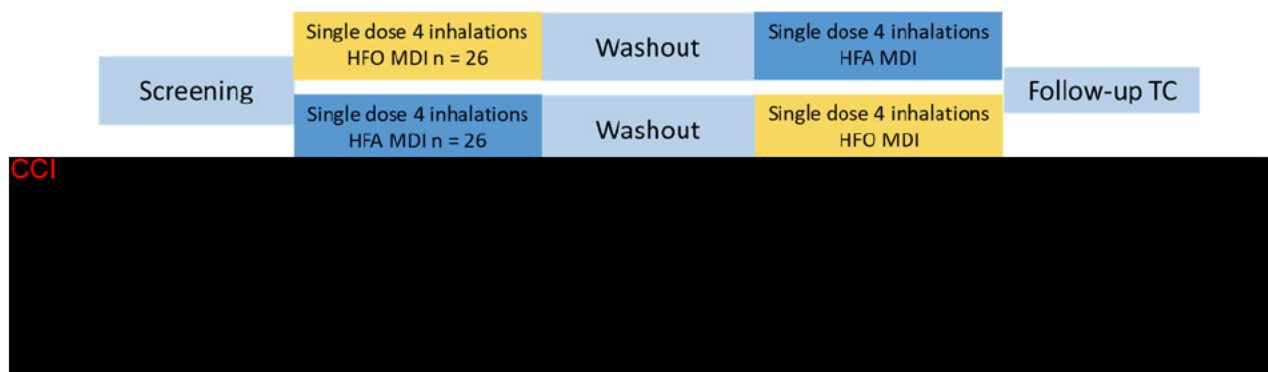 Screening
Single dose 4 inhalations
HFO MDI n = 26
Washout
Single dose 4 inhalations
HFA MDI
Single dose 4 inhalations
HFA MDI n = 26
Washout
Single dose 4 inhalations
HFO MDI
Follow-up TC
CCI